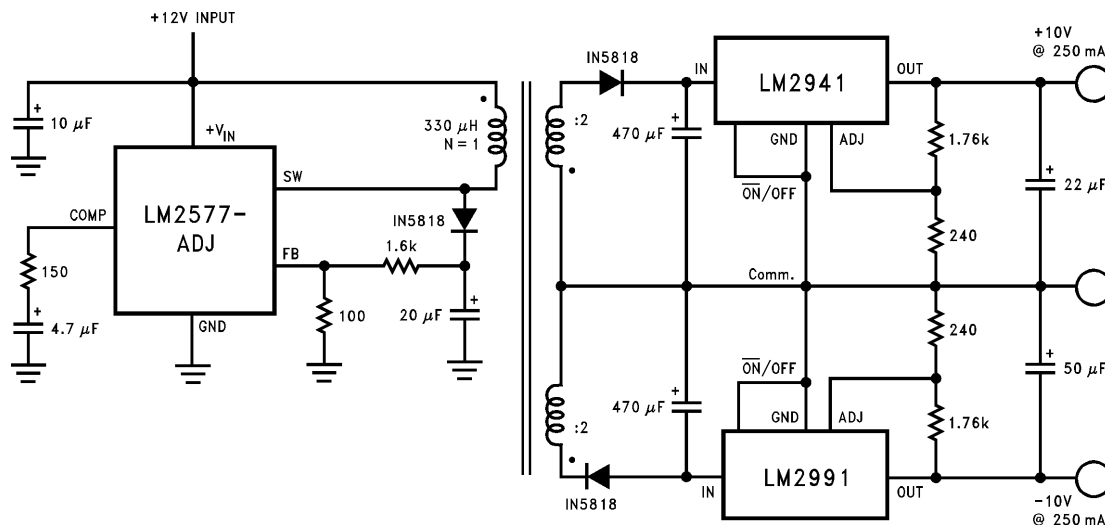 +12V INPUT
10 μF
+VIN
LM2577-
ADJ
COMP
150
4.7 μF
GND
SW
FB
IN5818
1.6k
100
20 μF
330 μH
N = 1
:2
:2
IN5818
470 μF
IN
LM2941
OUT
GND
ADJ
ON/OFF
1.76k
240
22 μF
+10V
@ 250 mA
Comm.
240
1.76k
50 μF
470 μF
ON/OFF
GND
ADJ
IN
LM2991
OUT
IN5818
-10V
@ 250 mA